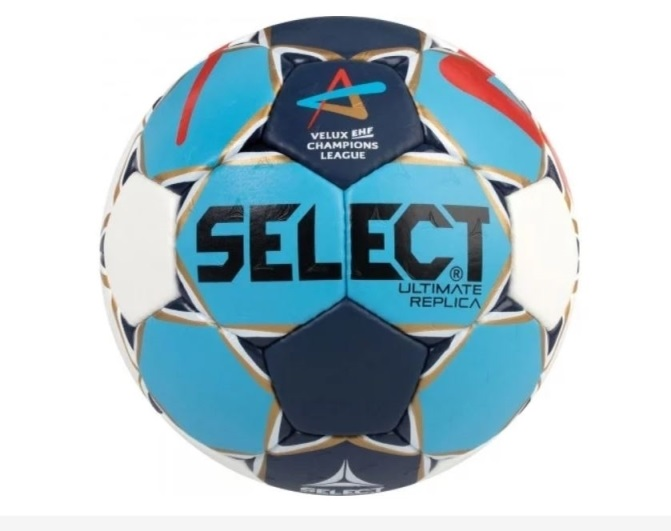 VELUX EHF
CHAMPIONS
LEAGUE
SELECT®
ULTIMATE
REPLICA
SELECT